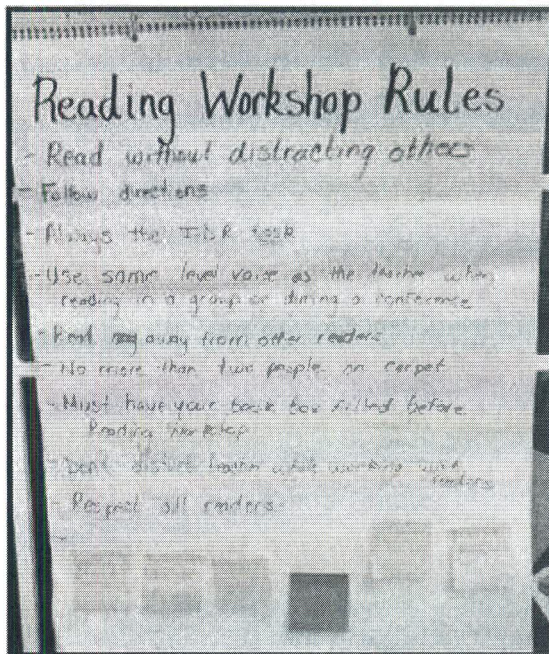 Reading Workshop Rules
- Read without distracting others
- Follow directions
- Always the task
- Use same level voice as the teacher when
reading in a group or during a conference
- Read away from other readers
- No more than two people on carpet
- Must have your book box filled before
Reading Workshop
- Don't disturb teacher while working with
readers
- Respect all readers
-